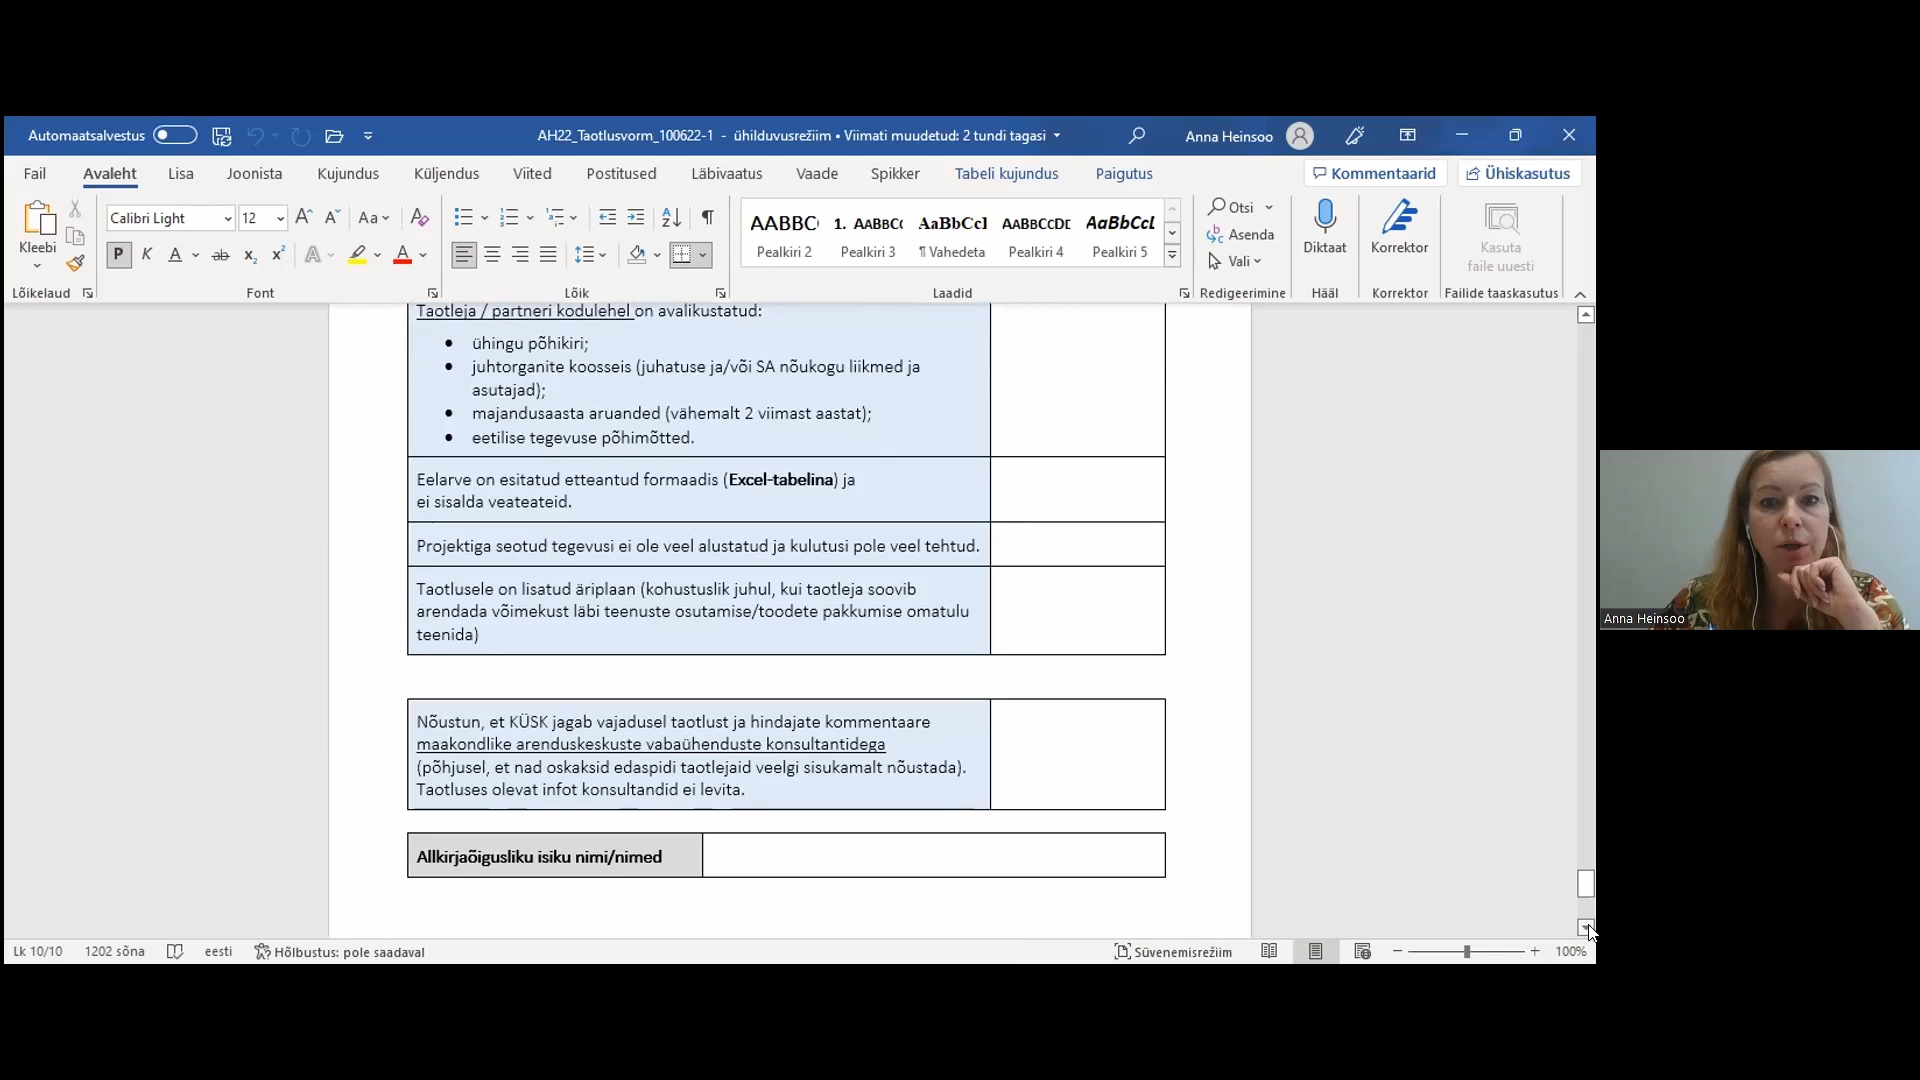 Automaatsalvestus
AH22_Taotlusvorm_100622-1 - ühilduvusrežiim • Viimati muudetud: 2 tundi tagasi
Anna Heinsoo
Fail Avaleht Lisa Joonista Kujundus Küljendus Viited Postitused Läbivaatus Vaade Spikker Tabeli kujundus Paigutus Kommentaarid Ühiskasutus
Kleebi
Calibri Light 12
AABBC 1. AABBC AaBbCcI AABBCCDD AaBbCcL
Pealkiri 2 Pealkiri 3 ¶ Vahedeta Pealkiri 4 Pealkiri 5
Otsi
Asenda
Vali
Diktaat
Korrektor
Kasuta
faile uuesti
Lõikelaud Font Lõik Laadid Redigeerimine Hääl Korrektor Failide taaskasutus
Taotleja / partneri kodulehel on avalikustatud:
• ühingu põhikiri;
• juhtorganite koosseis (juhatuse ja/või SA nõukogu liikmed ja
asutajad);
• majandusaasta aruanded (vähemalt 2 viimast aastat);
• eetilise tegevuse põhimõtted.
Eelarve on esitatud etteantud formaadis (Excel-tabelina) ja
ei sisalda veateateid.
Projektiga seotud tegevusi ei ole veel alustatud ja kulutusi pole veel tehtud.
Taotlusele on lisatud äriplaan (kohustuslik juhul, kui taotleja soovib
arendada võimekust läbi teenuste osutamise/toodete pakkumise omatulu
teenida)
Nõustun, et KÜSK jagab vajadusel taotlust ja hindajate kommentaare
maakondlike arenduskeskuste vabaühenduste konsultantidega
(põhjusel, et nad oskaksid edaspidi taotlejaid veelgi sisukamalt nõustada).
Taotluses olevat infot konsultandid ei levita.
Allkirjaõigusliku isiku nimi/nimed
Lk 10/10 1202 sõna eesti Hõlbustus: pole saadaval Süvenemisrežiim 100%
Anna Heinsoo